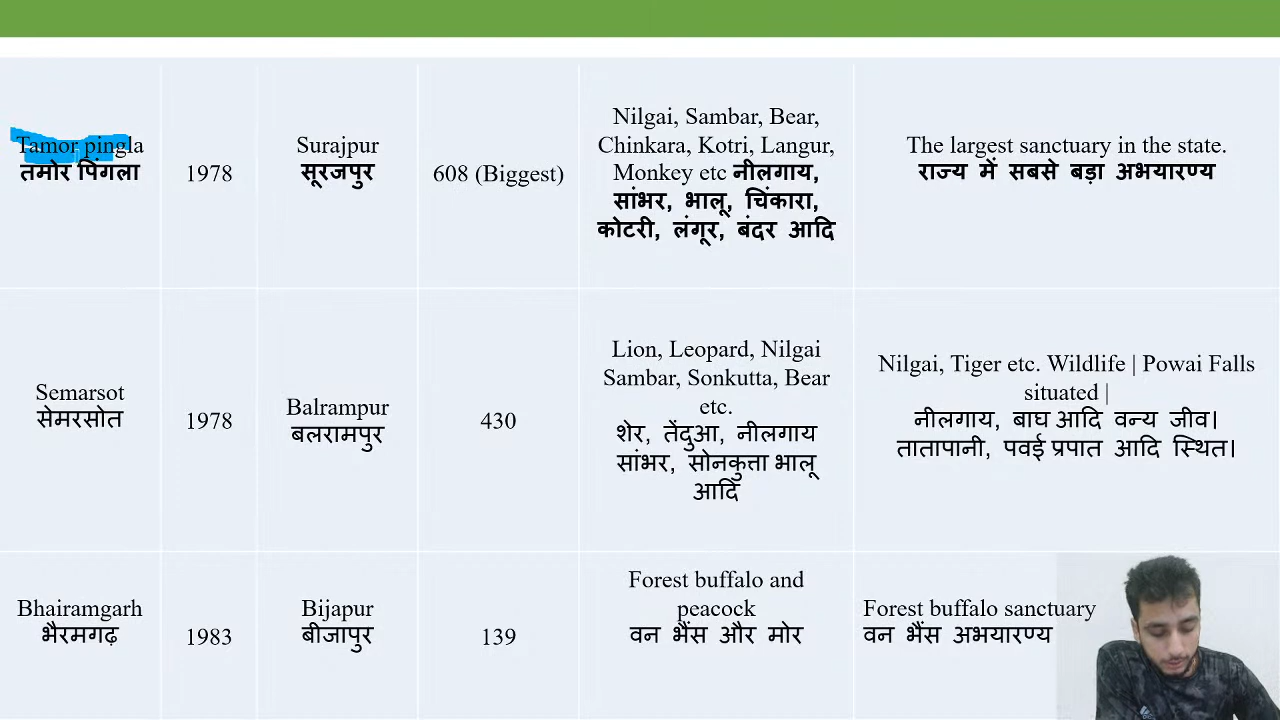 Tamor pingla
तमोर पिंगला
1978
Surajpur
सूरजपुर
608 (Biggest)
Nilgai, Sambar, Bear,
Chinkara, Kotri, Langur,
Monkey etc नीलगाय,
सांभर, भालू, चिंकारा,
कोटरी, लंगूर, बंदर आदि
The largest sanctuary in the state.
राज्य में सबसे बड़ा अभयारण्य
Semarsot
सेमरसोत
1978
Balrampur
बलरामपुर
430
Lion, Leopard, Nilgai
Sambar, Sonkutta, Bear
etc.
शेर, तेंदुआ, नीलगाय
सांभर, सोनकुत्ता भालू
आदि
Nilgai, Tiger etc. Wildlife | Powai Falls
situated |
नीलगाय, बाघ आदि वन्य जीव।
तातापानी, पवई प्रपात आदि स्थित।
Bhairamgarh
भैरमगढ़
1983
Bijapur
बीजापुर
139
Forest buffalo and
peacock
वन भैंस और मोर
Forest buffalo sanctuary
वन भैंस अभयारण्य